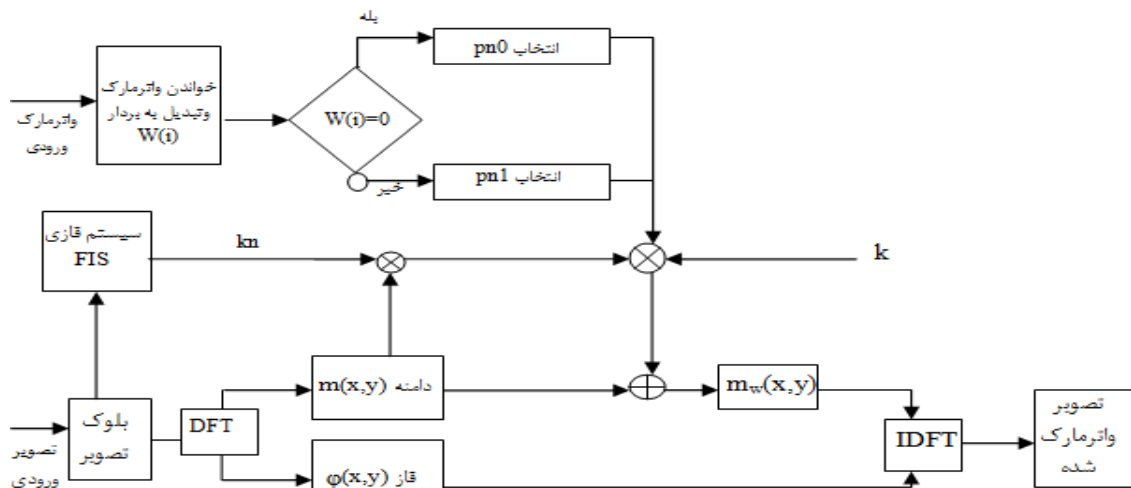 بله
انتخاب pn0
خواندن واترمارک
وتبدیل به بردار
W(i)
واترمارک
ورودی
W(i)=0
خیر
انتخاب pn1
سیستم فازی
FIS
kn
k
دامنه m(x,y)
m_w(x,y)
بلوک
تصویر
تصویر
ورودی
DFT
فاز φ(x,y)
IDFT
تصویر
واترمارک
شده